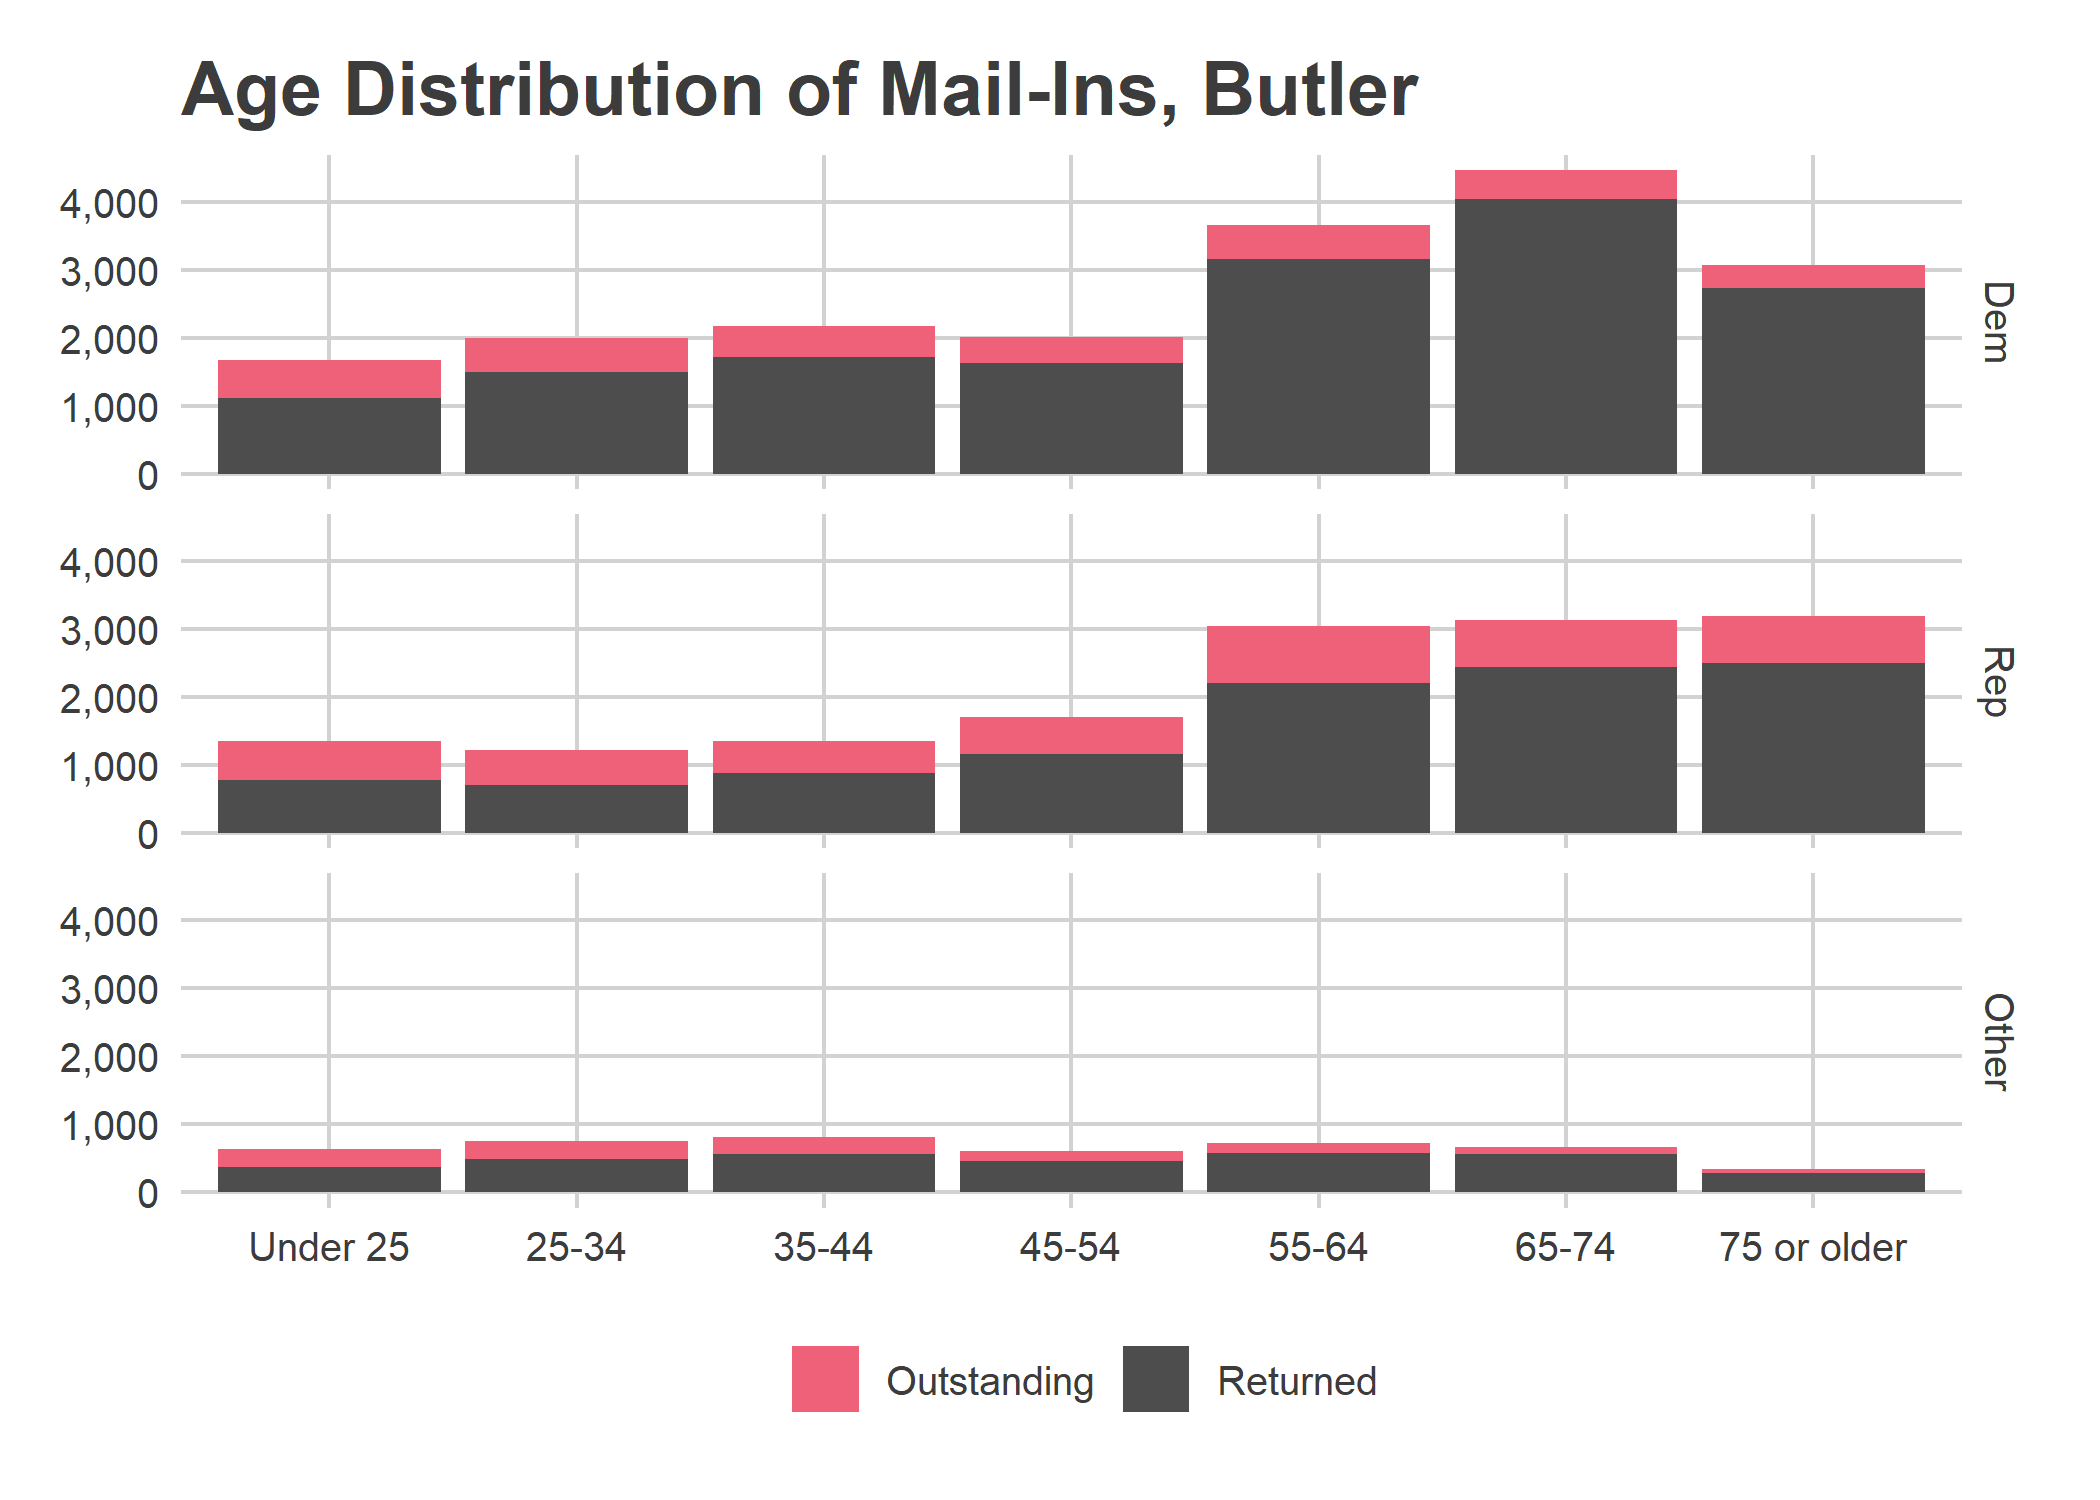 Age Distribution of Mail-Ins, Butler
4,000
3,000
2,000
1,000
0
Dem
4,000
3,000
2,000
1,000
0
Rep
4,000
3,000
2,000
1,000
0
Other
Under 25 25-34 35-44 45-54 55-64 65-74 75 or older
Outstanding Returned